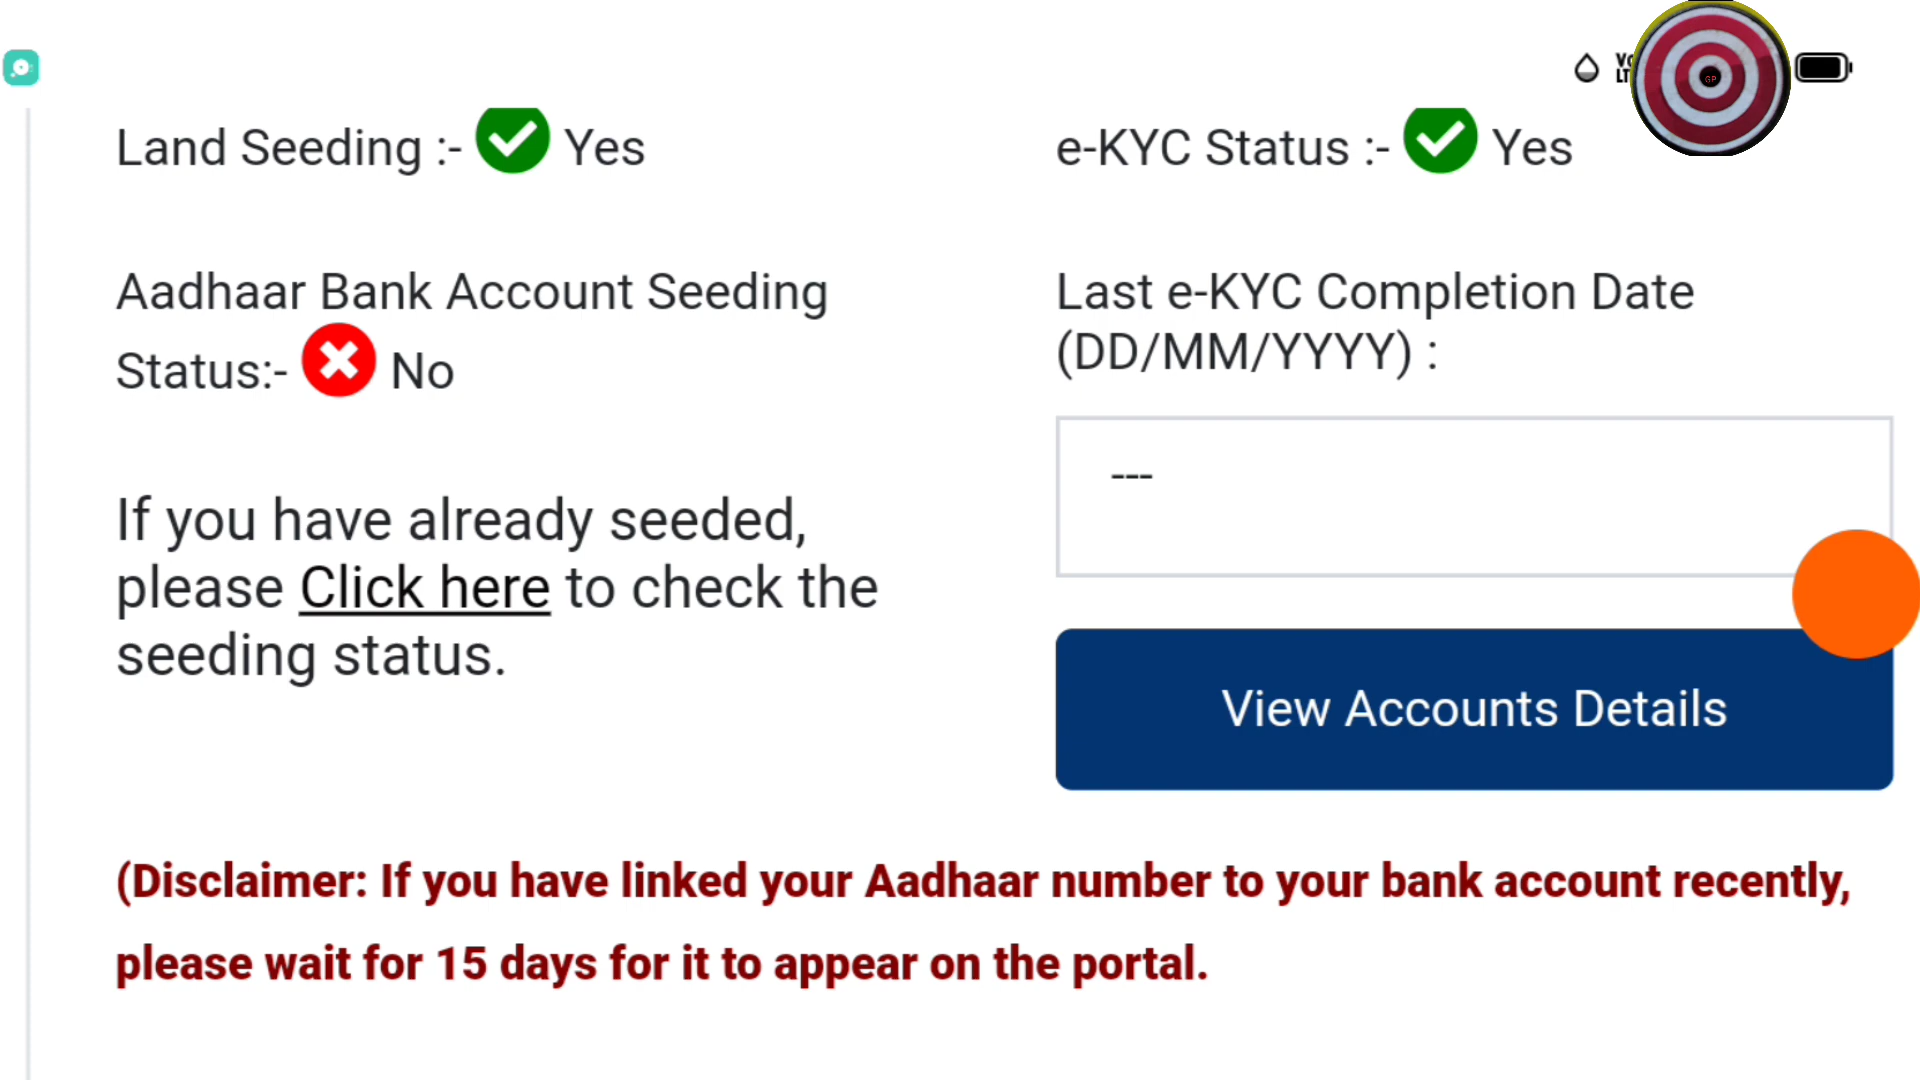 Land Seeding :- Yes
e-KYC Status :- Yes
Aadhaar Bank Account Seeding
Status:- No
Last e-KYC Completion Date
(DD/MM/YYYY) :
---
If you have already seeded,
please Click here to check the
seeding status.
View Accounts Details
(Disclaimer: If you have linked your Aadhaar number to your bank account recently,
please wait for 15 days for it to appear on the portal.
GP